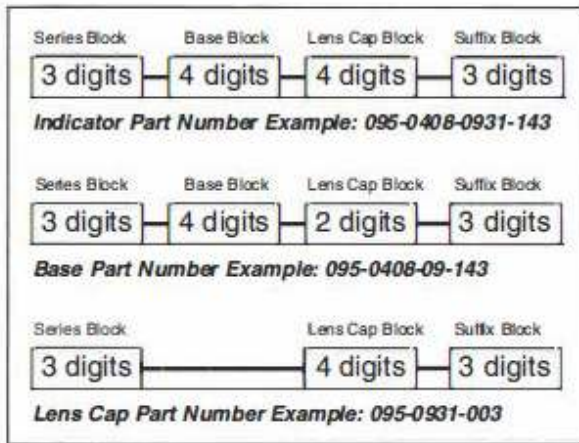 Series Block Base Block Lens Cap Block Suffix Block
3 digits 4 digits 4 digits 3 digits
Indicator Part Number Example: 095-0408-0931-143
Series Block Base Block Lens Cap Block Suffix Block
3 digits 4 digits 2 digits 3 digits
Base Part Number Example: 095-0408-09-143
Series Block Lens Cap Block Suffix Block
3 digits 4 digits 3 digits
Lens Cap Part Number Example: 095-0931-003